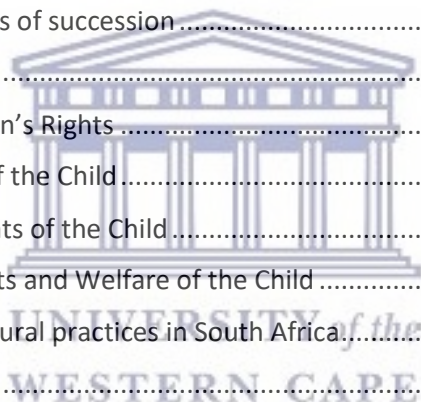 s of succession ........................................
........................................
n's Rights ........................................
f the Child ........................................
ts of the Child ........................................
ts and Welfare of the Child ........................................
UNIVERSITY of the
ural practices in South Africa ........................................
WESTERN CAPE
........................................